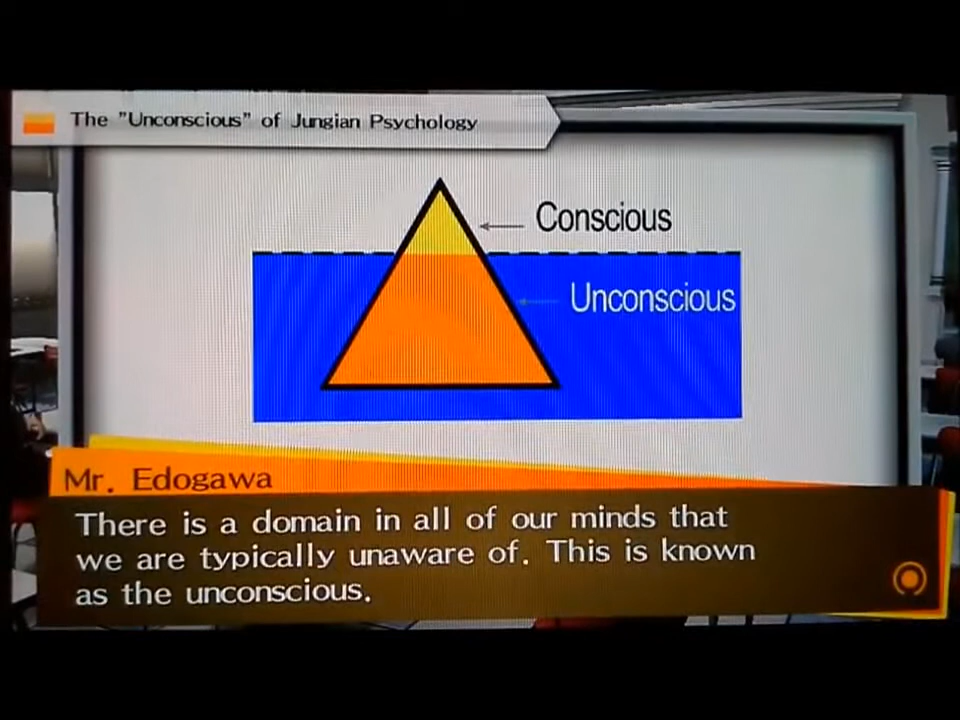 The "Unconscious" of Jungian Psychology
Conscious
Unconscious
Mr. Edogawa
There is a domain in all of our minds that
we are typically unaware of. This is known
as the unconscious.